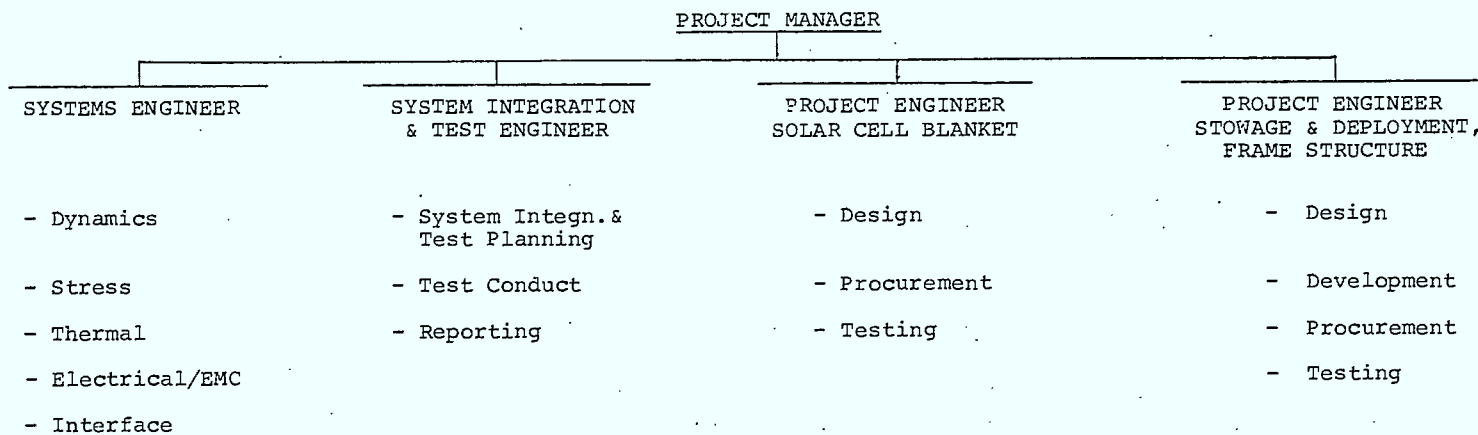 PROJECT MANAGER
SYSTEMS ENGINEER
- Dynamics
- Stress
- Thermal
- Electrical/EMC
- Interface
SYSTEM INTEGRATION
& TEST ENGINEER
- System Integn.&
Test Planning
- Test Conduct
- Reporting
PROJECT ENGINEER
SOLAR CELL BLANKET
- Design
- Procurement
- Testing
PROJECT ENGINEER
STOWAGE & DEPLOYMENT,
FRAME STRUCTURE
- Design
- Development
- Procurement
- Testing